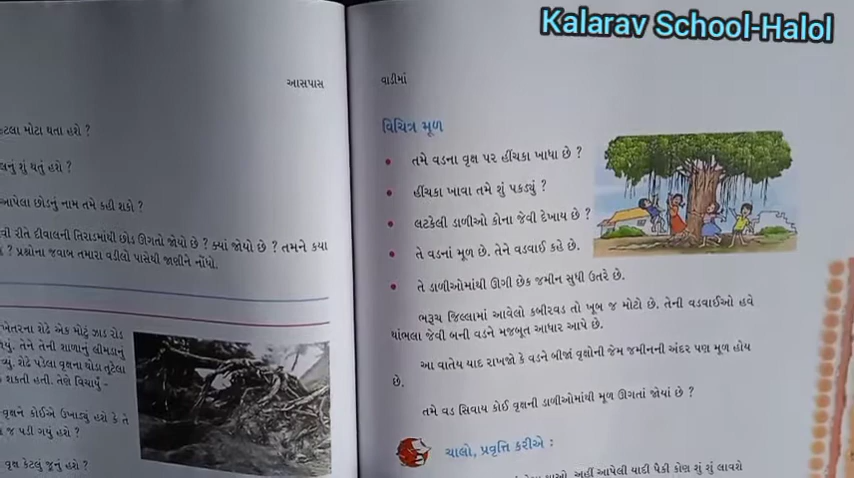 Kalarav School-Halol
આસપાસ
મોટા થતા હશે ?
શું થતું હશે ?
આપેલા છોડનું નામ તમે કહી શકો ?
રીતે દીવાલની તિરાડમાંથી છોડ ઊગતો જોયો છે ? ક્યાં જોયો છે ? તમને કયા
? પ્રશ્નોના જવાબ તમારા વડીલો પાસેથી જાણીને નોંધો.
ખેતરના શેઢે એક મોટું ઝાડ રોડ
તેને તેની શાળાનું લીમડાનું
શેઢે પડેલા વૃક્ષના થોડા તૂટેલા
શકતી હતી. તેણે વિચાર્યું -
વૃક્ષને કોઈએ ઉખાડ્યું હશે કે તે
જ પડી ગયું હશે ?
વૃક્ષ કેટલું જૂનું હશે ?
વાડીમાં
વિચિત્ર મૂળ
• તમે વડના વૃક્ષ પર હીંચકા ખાધા છે ?
• હીંચકા ખાવા તમે શું પકડ્યું ?
• લટકેલી ડાળીઓ કોના જેવી દેખાય છે ?
• તે વડનાં મૂળ છે. તેને વડવાઈ કહે છે.
• તે ડાળીઓમાંથી ઊગી છેક જમીન સુધી ઉતરે છે.
ભરૂચ જિલ્લામાં આવેલો કબીરવડ તો ખૂબ જ મોટો છે. તેની વડવાઈઓ હવે
થાંભલા જેવી બની વડને મજબૂત આધાર આપે છે.
આ વાતેય યાદ રાખજો કે વડને બીજાં વૃક્ષોની જેમ જમીનની અંદર પણ મૂળ હોય
છે.
તમે વડ સિવાય કોઈ વૃક્ષની ડાળીઓમાંથી મૂળ ઊગતાં જોયાં છે ?
ચાલો, પ્રવૃત્તિ કરીએ :
અહીં આપેલી યાદી પૈકી કોણ શું શું લાવશે